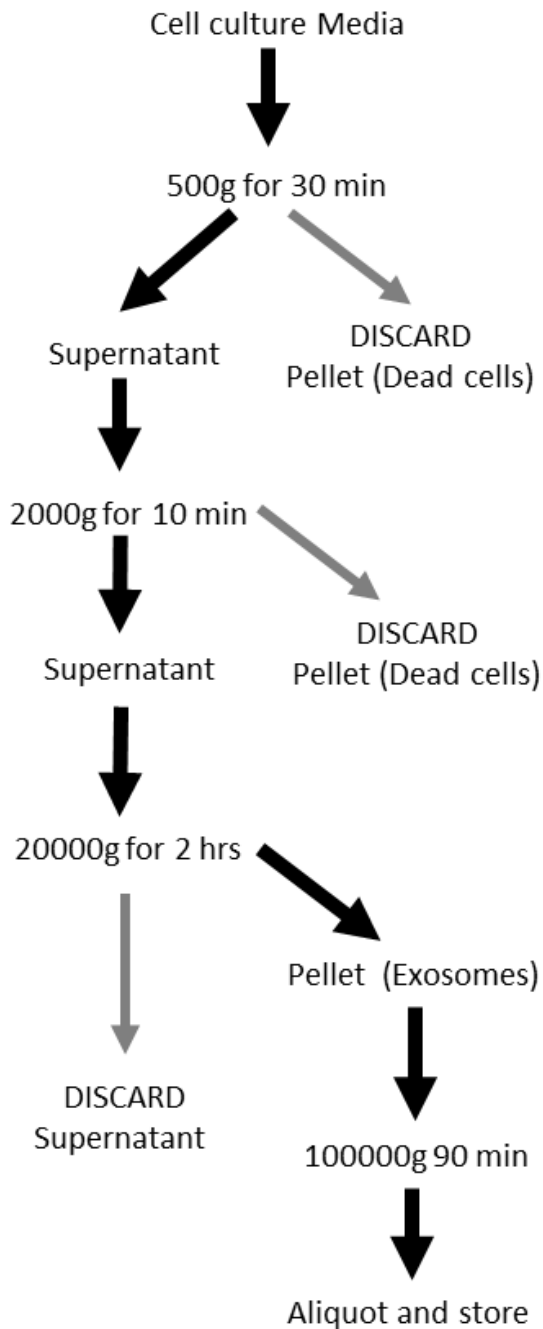 Cell culture Media
500g for 30 min
Supernatant
DISCARD
Pellet (Dead cells)
2000g for 10 min
DISCARD
Pellet (Dead cells)
Supernatant
20000g for 2 hrs
Pellet (Exosomes)
DISCARD
Supernatant
100000g 90 min
Aliquot and store